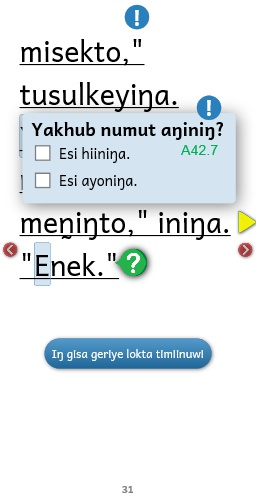 misekto,"
tusulkeyiŋa.
Yakhub numut aŋiniŋ?
Esi hiiniŋa.
A42.7
Esi ayoniŋa.
meṉiŋto," iniŋa.
"Enek."
Iŋ gisa geriye lokta timiinuwi
31